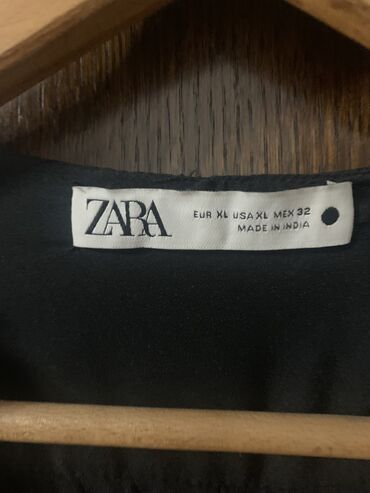 ZARA
EUR XL USA XL MEX 32
MADE IN INDIA